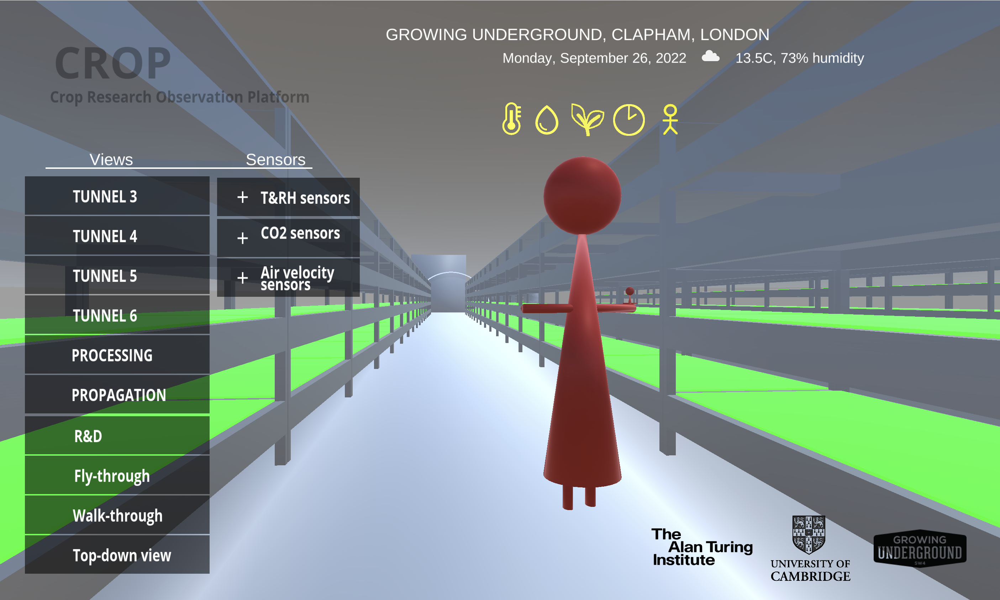 CROP
Crop Research Observation Platform
GROWING UNDERGROUND, CLAPHAM, LONDON
Monday, September 26, 2022 13.5C, 73% humidity
Views
TUNNEL 3
TUNNEL 4
TUNNEL 5
TUNNEL 6
PROCESSING
PROPAGATION
R&D
Fly-through
Walk-through
Top-down view
Sensors
+ T&RH sensors
+ CO2 sensors
+ Air velocity
sensors
The
Alan Turing
Institute
UNIVERSITY OF
CAMBRIDGE
GROWING
UNDERGROUND
SW4